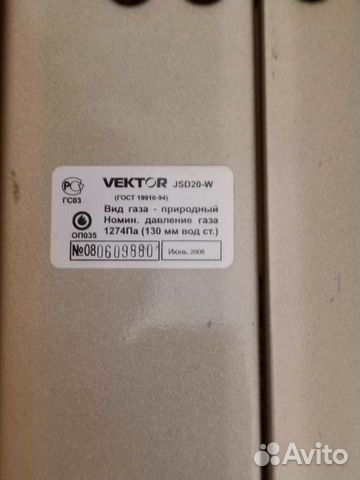 VEKTOR JSD20-W
(ГОСТ 19910-94)
Вид газа - природный
Номин. давление газа
1274Па (130 мм вод ст.)
ГС03
ОП035
№0806098801
Июнь 2008
Avito